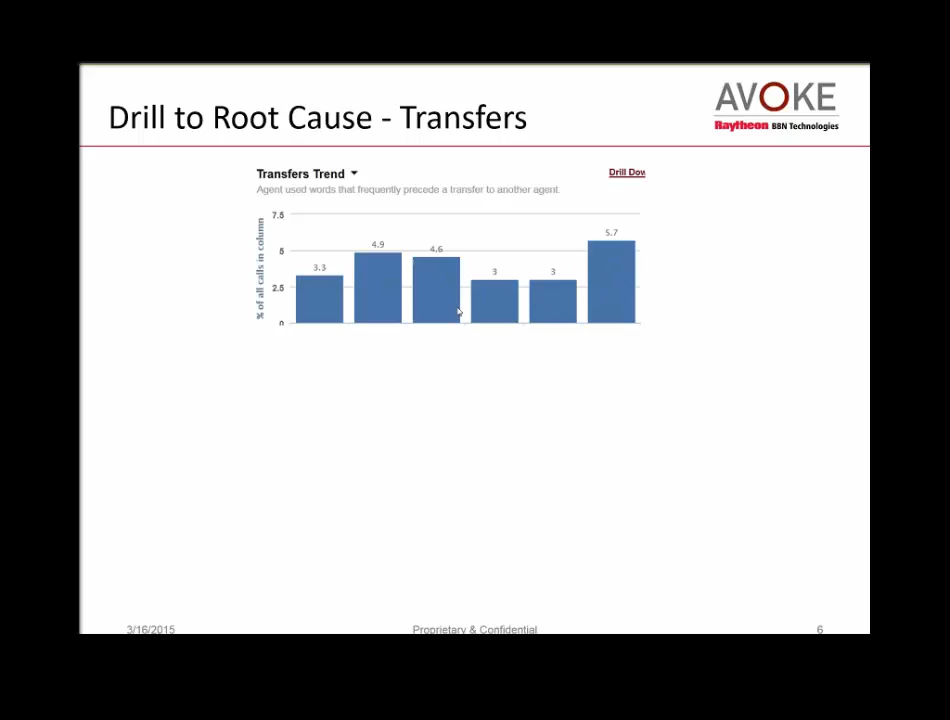 Drill to Root Cause - Transfers
AVOKE
Raytheon BBN Technologies
Transfers Trend
Drill Dow
Agent used words that frequently precede a transfer to another agent.
% of all calls in column
7.5
5
2.5
0
3.3
4.9
4.6
3
3
5.7
3/16/2015
Proprietary & Confidential
6